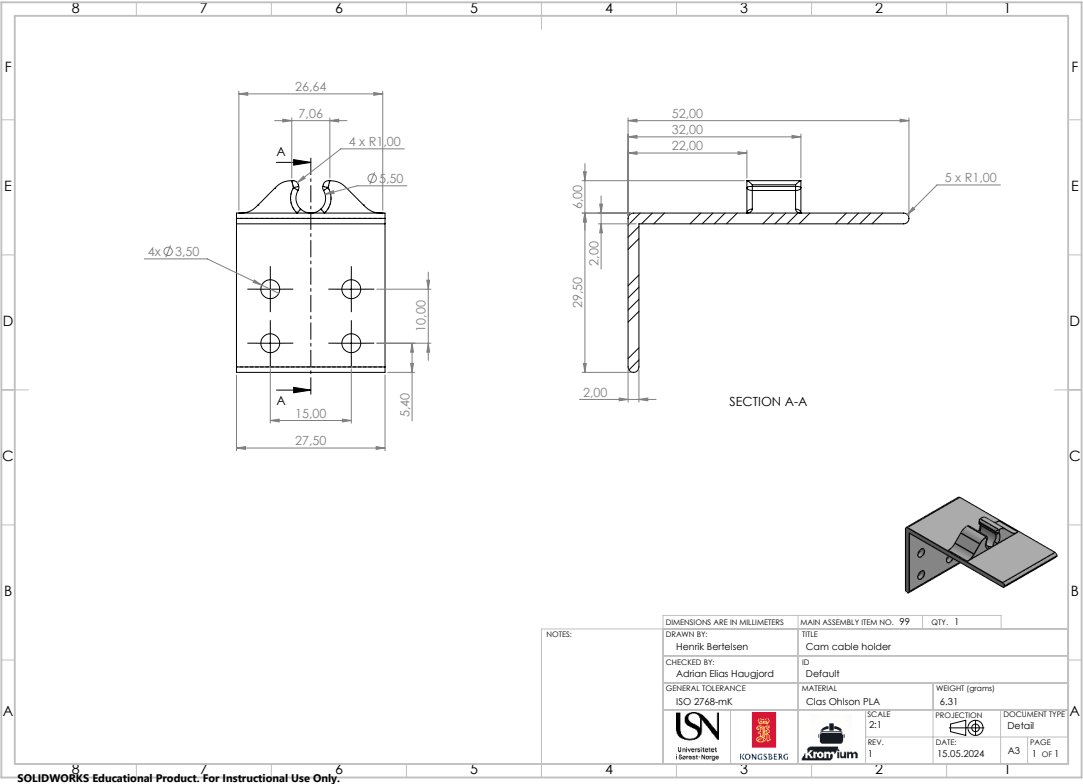 8 7 6 5 4 3 2 1
F F
E E
D D
C C
B B
A A
26,64
7,06
A
4 x R1,00
Ø5,50
4x Ø3,50
10,00
5,40
A
15,00
27,50
52,00
32,00
22,00
5 x R1,00
6,00
2,00
29,50
2,00
SECTION A-A
NOTES:
DIMENSIONS ARE IN MILLIMETERS MAIN ASSEMBLY ITEM NO. 99 QTY. 1
DRAWN BY: TITLE
Henrik Bertelsen Cam cable holder
CHECKED BY: ID
Adrian Elias Haugjord Default
GENERAL TOLERANCE MATERIAL WEIGHT (grams)
ISO 2768-mK Clas Ohlson PLA 6.31
USN
Universitetet
i Sørøst-Norge
KONGSBERG
Kromium
SCALE PROJECTION DOCUMENT TYPE
2:1 Detail
REV. DATE: PAGE
1 15.05.2024 A3 1 OF 1
8 7 6 5 4 3 2 1
SOLIDWORKS Educational Product. For Instructional Use Only.